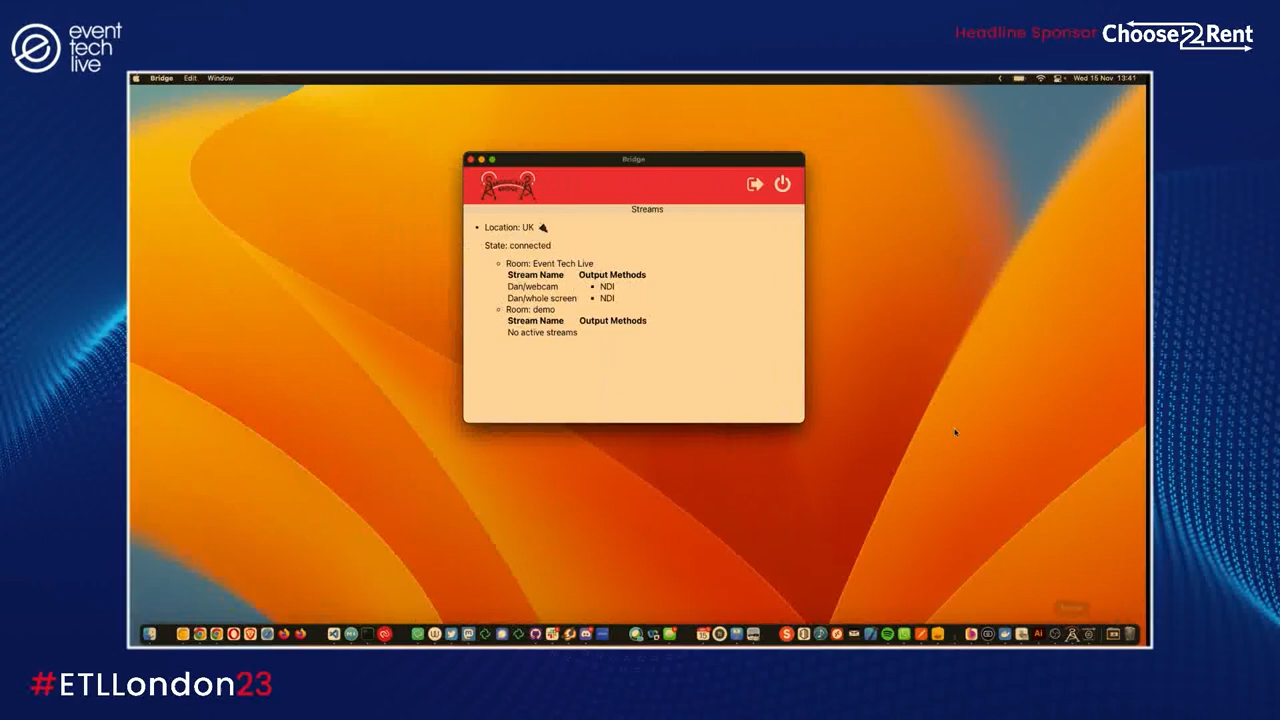 event
tech
live
Headline Sponsor Choose2Rent
Bridge Edit Window
Wed 15 Nov 13:41
Bridge
Streams
• Location: UK
State: connected
Room: Event Tech Live
Stream Name Output Methods
Dan/webcam NDI
Dan/whole screen NDI
Room: demo
Stream Name Output Methods
No active streams
#ETLLondon23